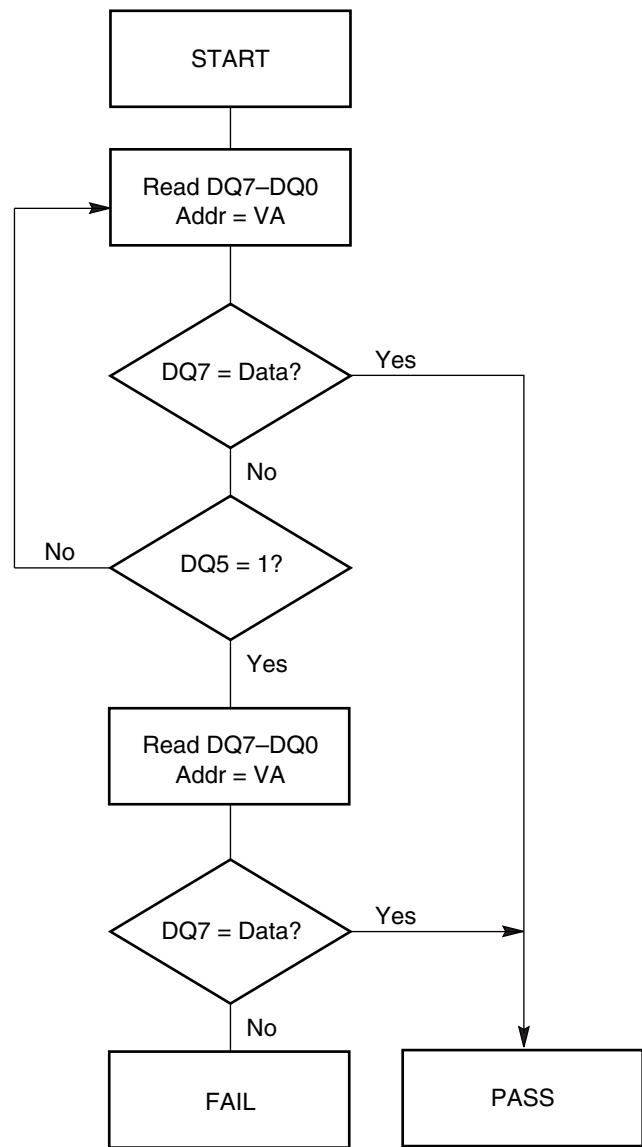 START
Read DQ7–DQ0
Addr = VA
DQ7 = Data?
Yes
No
No
DQ5 = 1?
Yes
Read DQ7–DQ0
Addr = VA
DQ7 = Data?
Yes
No
FAIL
PASS